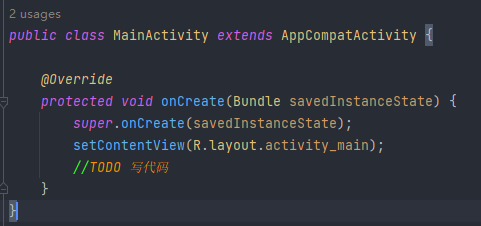 2 usages
public class MainActivity extends AppCompatActivity {
@Override
protected void onCreate(Bundle savedInstanceState) {
super.onCreate(savedInstanceState);
setContentView(R.layout.activity_main);
//TODO 写代码
}
}